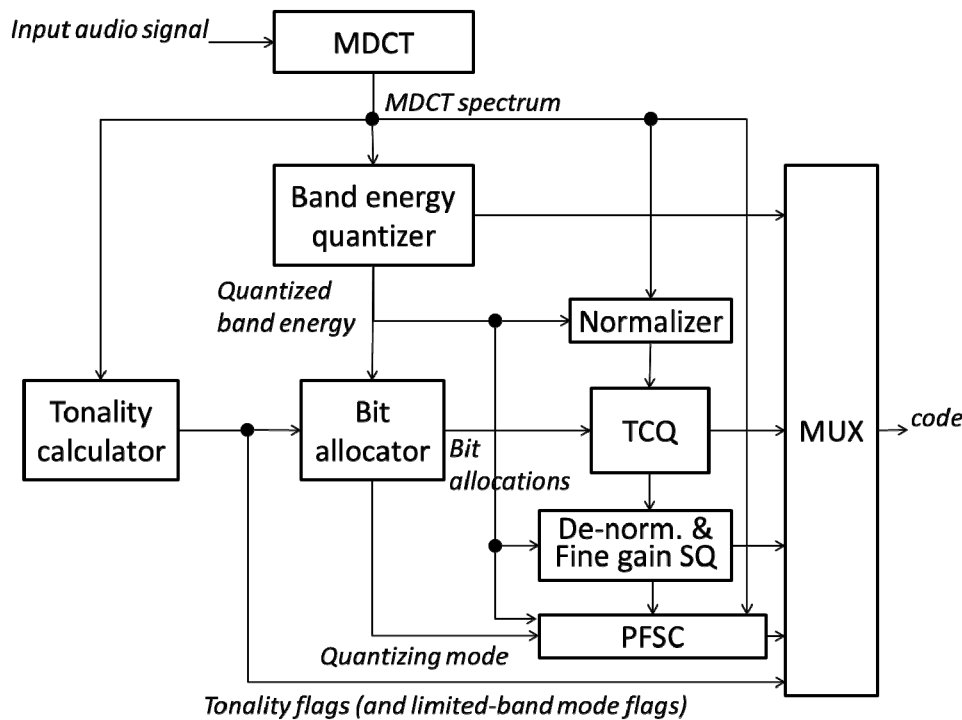 Input audio signal
MDCT
MDCT spectrum
Band energy
quantizer
Quantized
band energy
Normalizer
Tonality
calculator
Bit
allocator
Bit
allocations
TCQ
MUX
code
De-norm. &
Fine gain SQ
PFSC
Quantizing mode
Tonality flags (and limited-band mode flags)